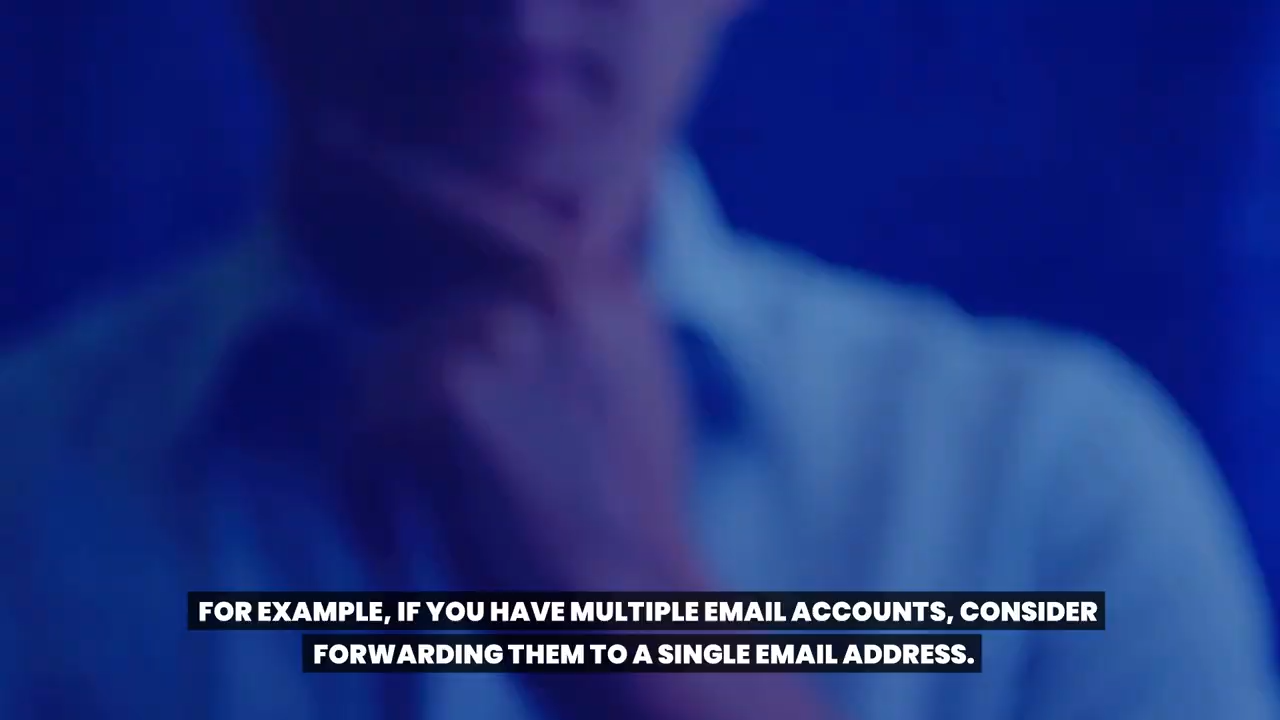 FOR EXAMPLE, IF YOU HAVE MULTIPLE EMAIL ACCOUNTS, CONSIDER
FORWARDING THEM TO A SINGLE EMAIL ADDRESS.